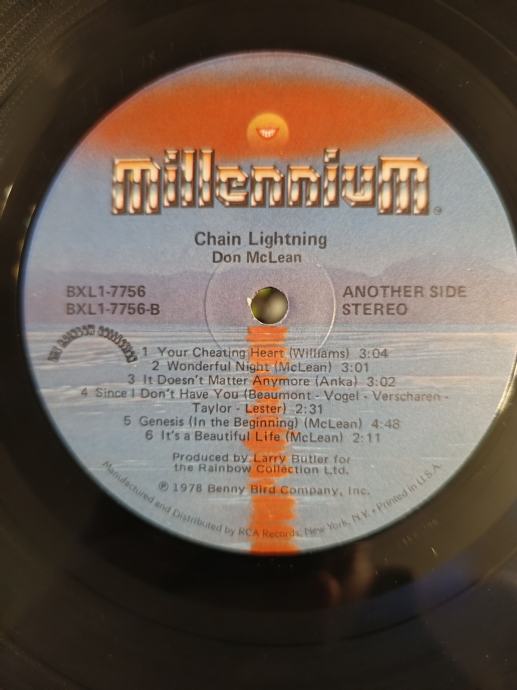 millennium
Chain Lightning
Don McLean
BXL1-7756
BXL1-7756-B
ANOTHER SIDE
STEREO
1 Your Cheating Heart (Williams) 3:04
2 Wonderful Night (McLean) 3:01
3 It Doesn't Matter Anymore (Anka) 3:02
4 Since I Don't Have You (Beaumont - Vogel - Verscharen -
Taylor - Lester) 2:31
5 Genesis (In the Beginning) (McLean) 4:48
6 It's a Beautiful Life (McLean) 2:11
Produced by Larry Butler for
the Rainbow Collection Ltd.
℗ 1978 Benny Bird Company, Inc.
Manufactured and Distributed by RCA Records, New York, N.Y. • Printed in U.S.A.